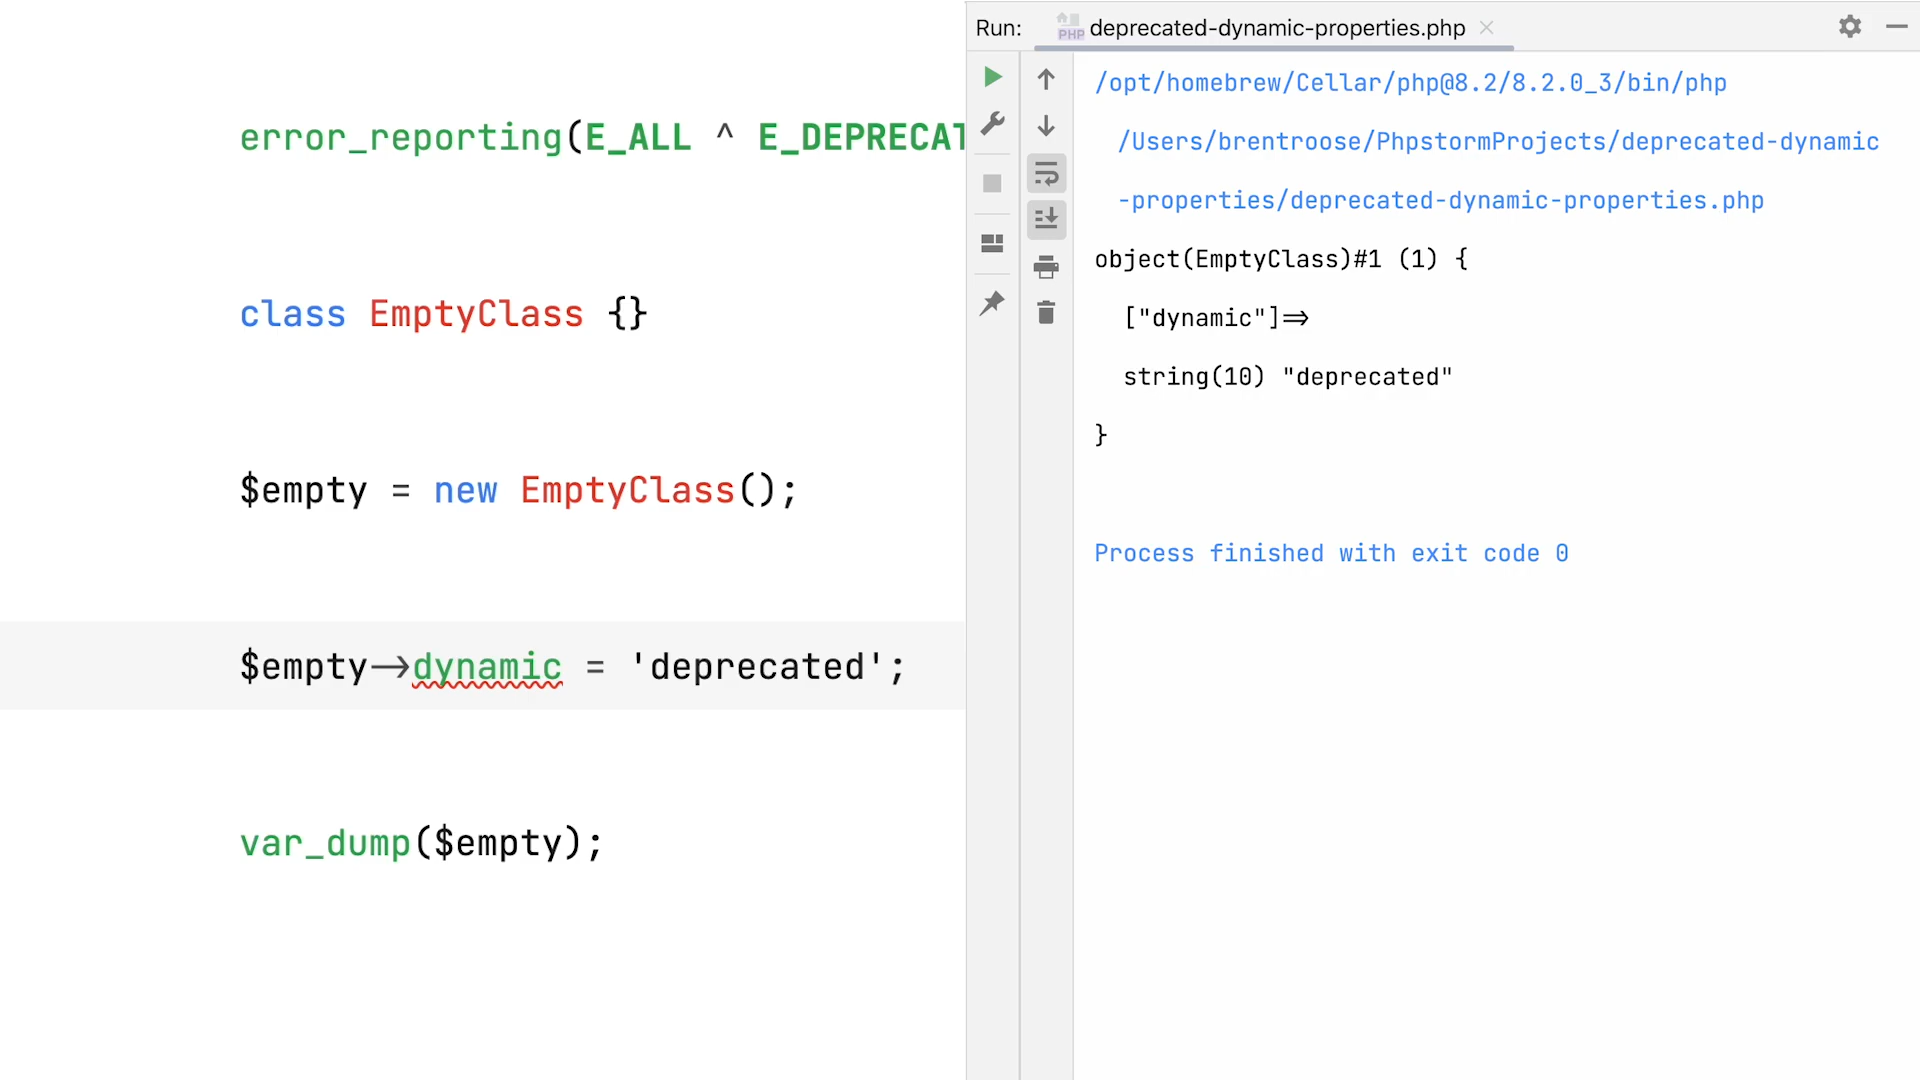 error_reporting(E_ALL ^ E_DEPRECAT
class EmptyClass {}
$empty = new EmptyClass();
$empty->dynamic = 'deprecated';
var_dump($empty);
Run: PHP deprecated-dynamic-properties.php
/opt/homebrew/Cellar/php@8.2/8.2.0_3/bin/php
/Users/brentroose/PhpstormProjects/deprecated-dynamic
-properties/deprecated-dynamic-properties.php
object(EmptyClass)#1 (1) {
["dynamic"]=>
string(10) "deprecated"
}
Process finished with exit code 0